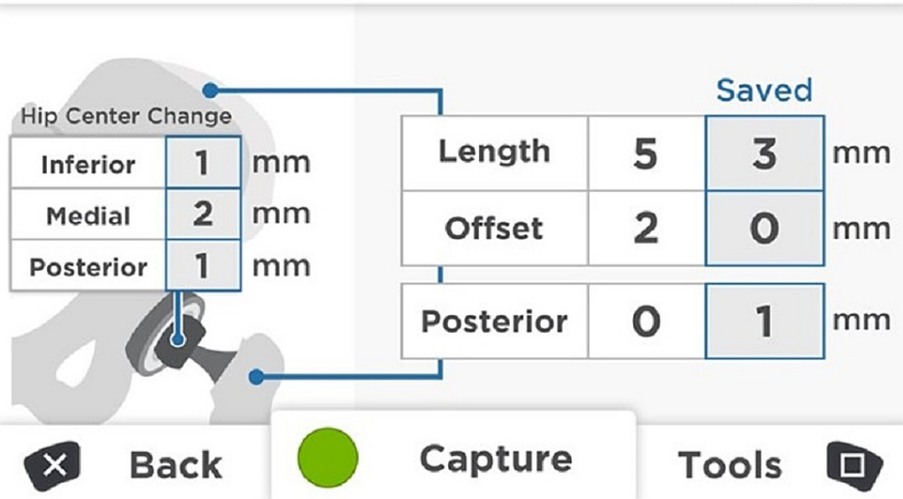 Saved
Hip Center Change
Inferior 1 mm
Medial 2 mm
Posterior 1 mm
Length 5 3 mm
Offset 2 0 mm
Posterior 0 1 mm
Back Capture Tools